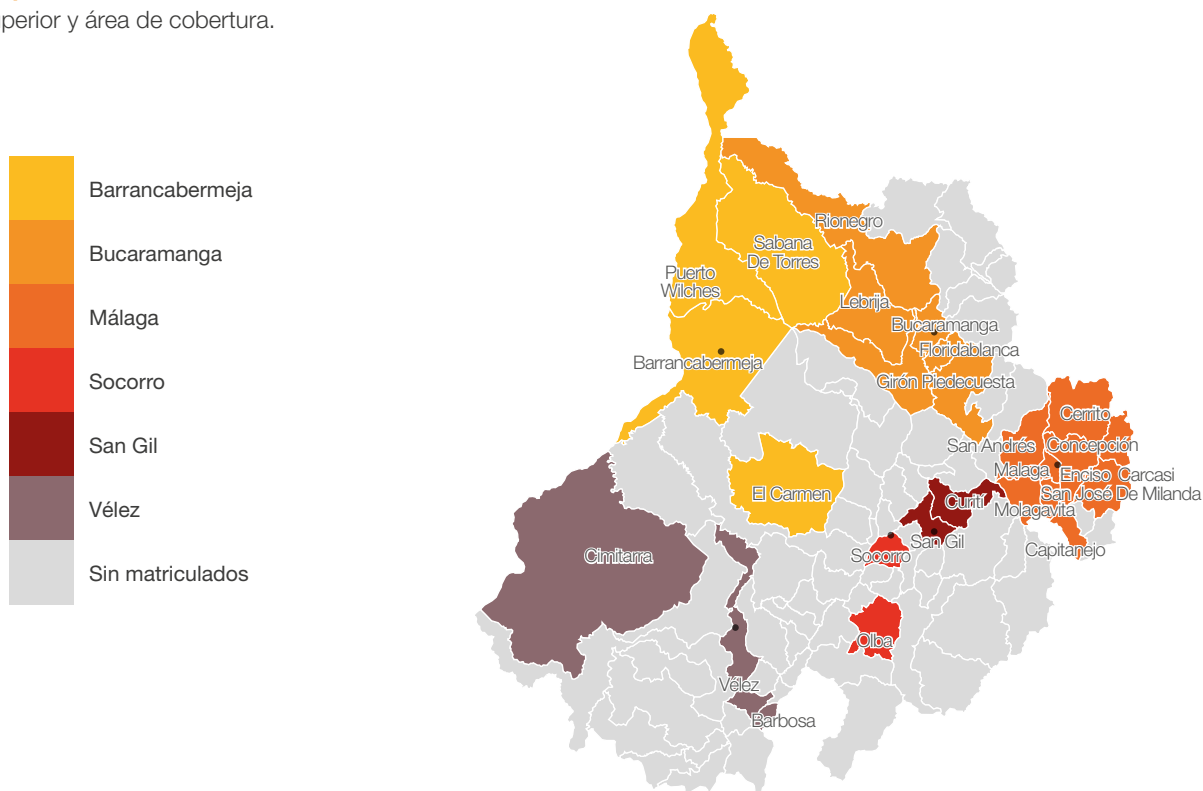 perior y área de cobertura.
Barrancabermeja
Bucaramanga
Málaga
Socorro
San Gil
Vélez
Sin matriculados
Rionegro
Sabana
De Torres
Puerto
Wilches
Lebrija
Bucaramanga
Floridablanca
Barrancabermeja
Girón Piedecuesta
Cerrito
San Andrés
Concepción
Malaga
Enciso Carcasi
El Carmen
Curití
San José De Milanda
Molagavita
San Gil
Capitanejo
Socorro
Cimitarra
Olba
Vélez
Barbosa